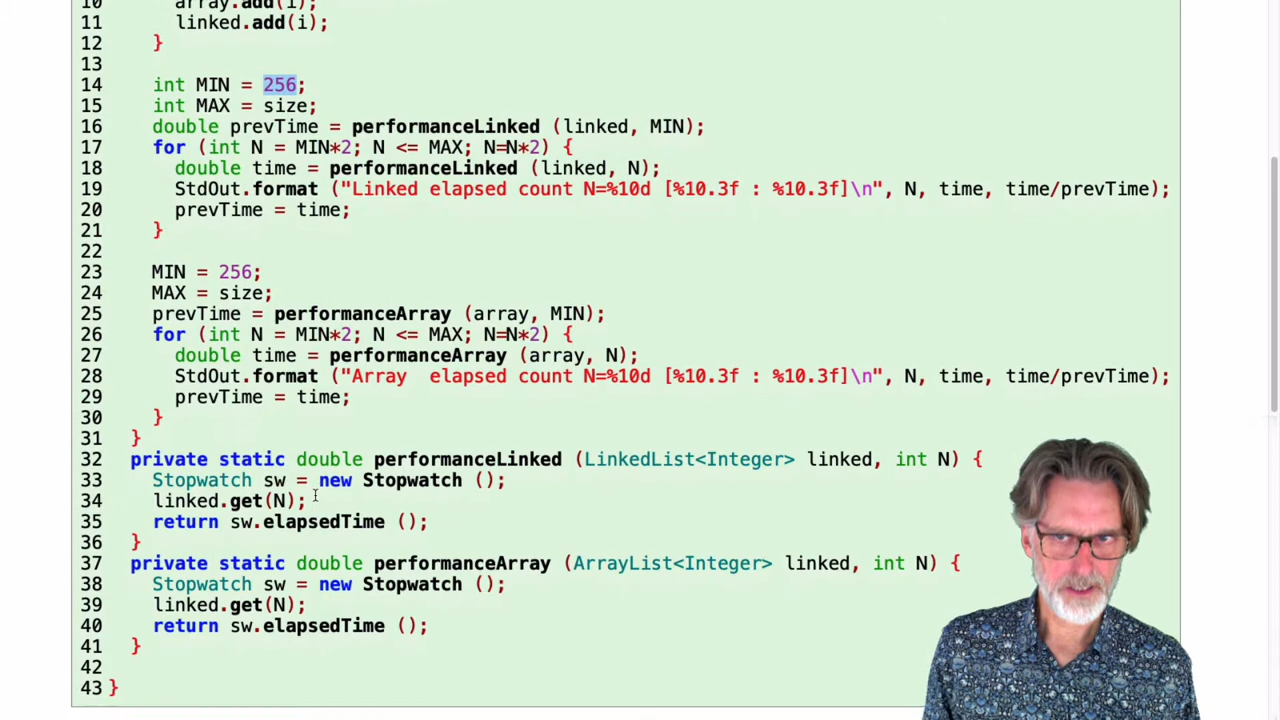 10 array.add(i);
11 linked.add(i);
12 }
13
14 int MIN = 256;
15 int MAX = size;
16 double prevTime = performanceLinked (linked, MIN);
17 for (int N = MIN*2; N <= MAX; N=N*2) {
18 double time = performanceLinked (linked, N);
19 StdOut.format ("Linked elapsed count N=%10d [%10.3f : %10.3f]\n", N, time, time/prevTime);
20 prevTime = time;
21 }
22
23 MIN = 256;
24 MAX = size;
25 prevTime = performanceArray (array, MIN);
26 for (int N = MIN*2; N <= MAX; N=N*2) {
27 double time = performanceArray (array, N);
28 StdOut.format ("Array  elapsed count N=%10d [%10.3f : %10.3f]\n", N, time, time/prevTime);
29 prevTime = time;
30 }
31 }
32 private static double performanceLinked (LinkedList<Integer> linked, int N) {
33 Stopwatch sw = new Stopwatch ();
34 linked.get(N);
35 return sw.elapsedTime ();
36 }
37 private static double performanceArray (ArrayList<Integer> linked, int N) {
38 Stopwatch sw = new Stopwatch ();
39 linked.get(N);
40 return sw.elapsedTime ();
41 }
42
43 }